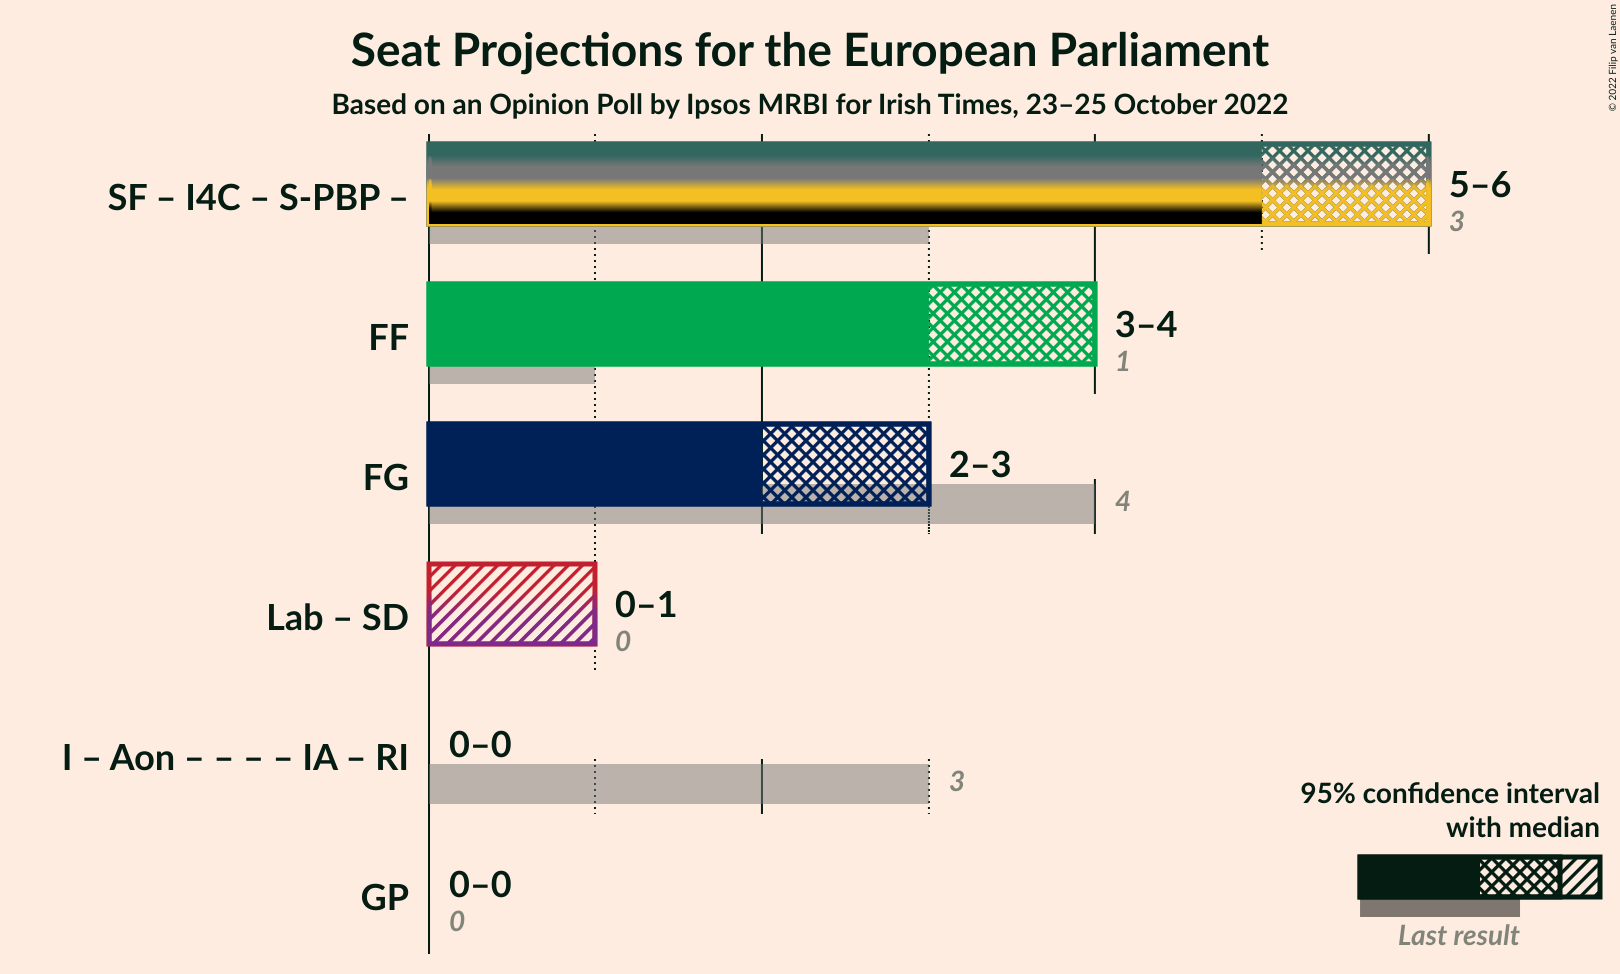 Seat Projections for the European Parliament
Based on an Opinion Poll by Ipsos MRBI for Irish Times, 23–25 October 2022
© 2022 Filip van Laenen
SF – I4C – S-PBP –
5–6
3
FF
3–4
1
FG
2–3
4
Lab – SD
0–1
0
I – Aon – – – – IA – RI
0–0
3
GP
0–0
0
95% confidence interval
with median
Last result